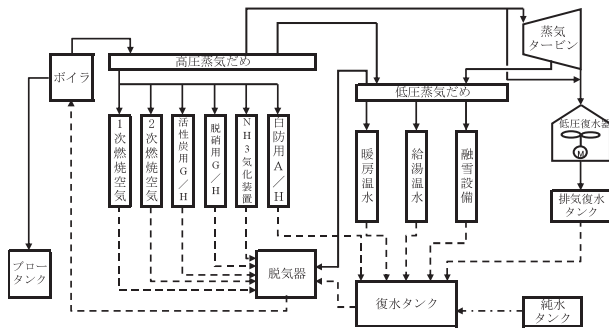 蒸気
タービン
高圧蒸気だめ
ボイラ
低圧蒸気だめ
低圧復水器
M
1次燃焼空気
2次燃焼空気
活性炭用G/H
脱硝用G/H
NH3気化装置
白防用A/H
暖房温水
給湯温水
融雪設備
排気復水
タンク
ブロー
タンク
脱気器
復水タンク
純水
タンク